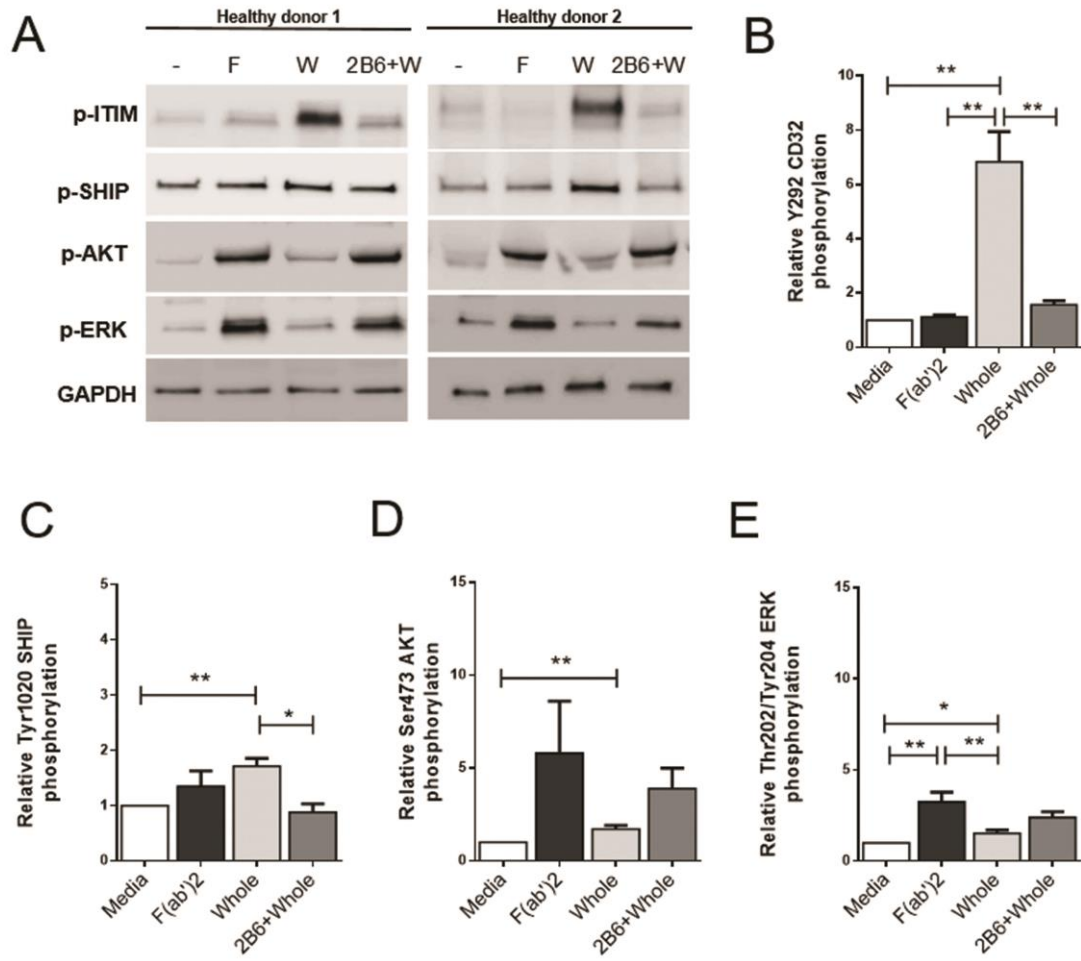 A
Healthy donor 1
Healthy donor 2
- F W 2B6+W
- F W 2B6+W
p-ITIM
p-SHIP
p-AKT
p-ERK
GAPDH
B
Relative Y292 CD32
phosphorylation
10
8
6
4
2
0
**
** **
Media
F(ab')2
Whole
2B6+Whole
C
Relative Tyr1020 SHIP
phosphorylation
5
4
3
2
1
0
**
*
Media
F(ab')2
Whole
2B6+Whole
D
Relative Ser473 AKT
phosphorylation
15
10
5
0
**
Media
F(ab')2
Whole
2B6+Whole
E
Relative Thr202/Tyr204 ERK
phosphorylation
15
10
5
0
*
** **
Media
F(ab')2
Whole
2B6+Whole